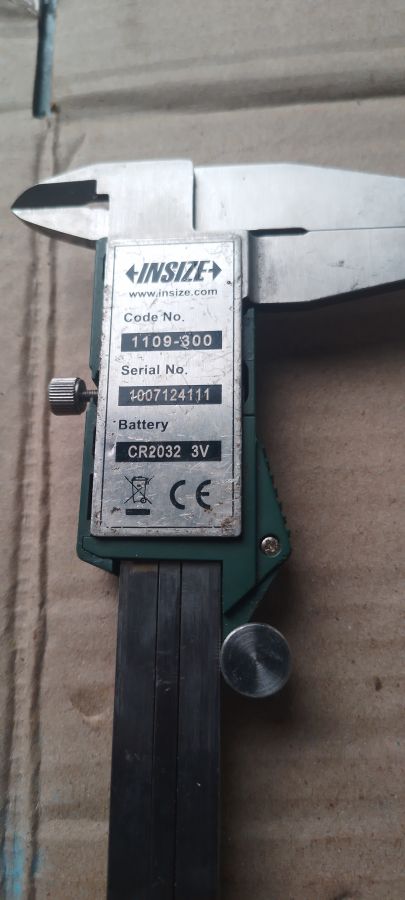 INSIZE
www.insize.com
Code No.
1109-300
Serial No.
1007124111
Battery
CR2032 3V
CE